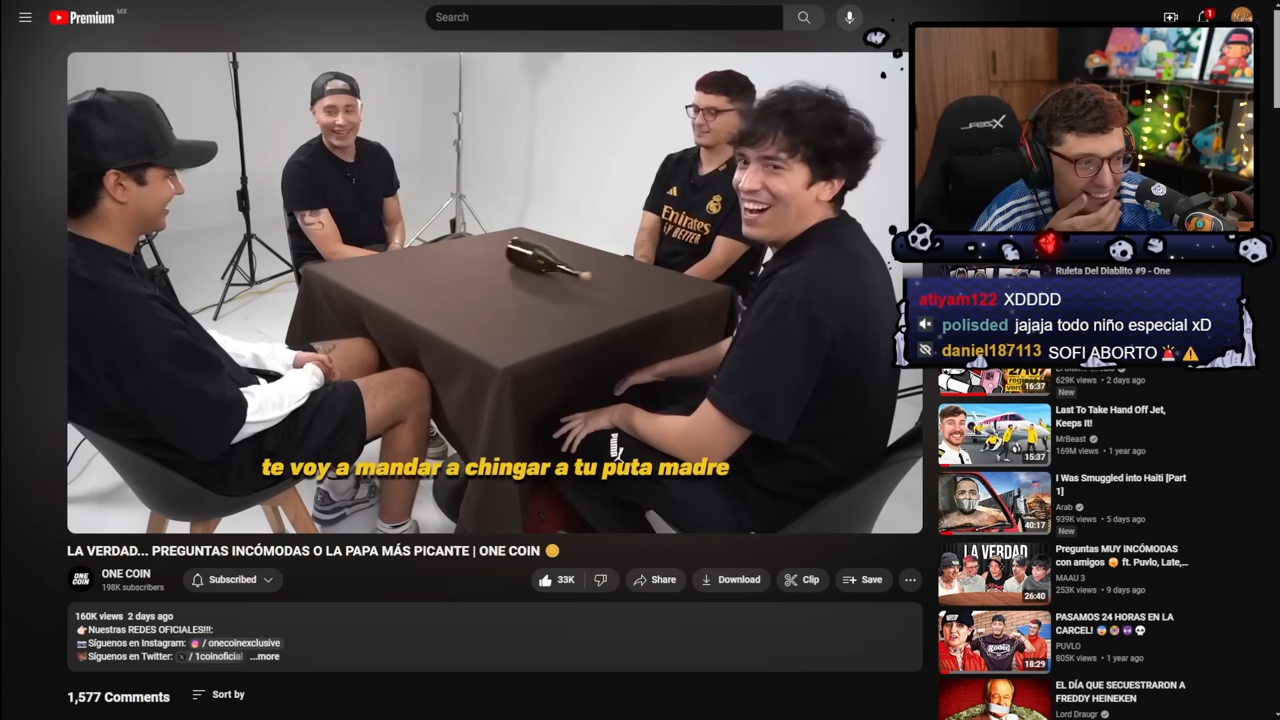 Premium MX
Search
1
Emirates
FLY BETTER
te voy a mandar a chingar a tu puta madre
Ruleta Del Diablito #9 - One
atiyam122 XDDDD
polisded jajaja todo niño especial xD
daniel187113 SOFI ABORTO 🚨⚠️
16:37
629K views • 2 days ago
New
15:37
Last To Take Hand Off Jet,
Keeps It!
MrBeast
169M views • 1 year ago
40:17
I Was Smuggled into Haiti [Part
1]
Arab
939K views • 5 days ago
New
LA VERDAD
26:40
Preguntas MUY INCÓMODAS
con amigos 😳 ft. Puvlo, Late,...
MAAU 3
253K views • 9 days ago
18:29
PASAMOS 24 HORAS EN LA
CARCEL!
PUVLO
805K views • 1 year ago
EL DÍA QUE SECUESTRARON A
FREDDY HEINEKEN
Lord Draugr
LA VERDAD... PREGUNTAS INCÓMODAS O LA PAPA MÁS PICANTE | ONE COIN 🪙
ONE COIN
ONE COIN
198K subscribers
Subscribed
33K
Share
Download
Clip
Save
160K views 2 days ago
👉🏻Nuestras REDES OFICIALES!!!:
📷Síguenos en Instagram: / onecoinexclusive
Síguenos en Twitter: / 1coinoficial ...more
1,577 Comments
Sort by